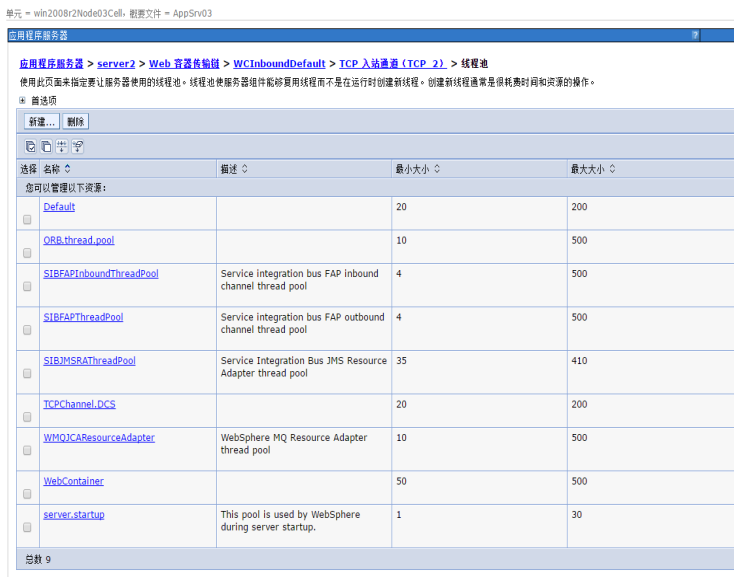 单元 = win2008r2Node03Cell，概要文件 = AppSrv03
应用程序服务器 ?
应用程序服务器 > server2 > Web 容器传输链 > WCInboundDefault > TCP 入站通道（TCP 2） > 线程池
使用此页面来指定要让服务器使用的线程池。线程池使服务器组件能够复用线程而不是在运行时创建新线程。创建新线程通常是很耗费时间和资源的操作。
首选项
新建... 删除
选择 名称 描述 最小大小 最大大小
您可以管理以下资源:
Default 20 200
ORB.thread.pool 10 500
SIBFAPInboundThreadPool Service integration bus FAP inbound 4 500
channel thread pool
SIBFAPThreadPool Service integration bus FAP outbound 4 500
channel thread pool
SIBJMSRAThreadPool Service Integration Bus JMS Resource 35 410
Adapter thread pool
TCPChannel.DCS 20 200
WMQJCAResourceAdapter WebSphere MQ Resource Adapter 10 500
thread pool
WebContainer 50 500
server.startup This pool is used by WebSphere 1 30
during server startup.
总数 9